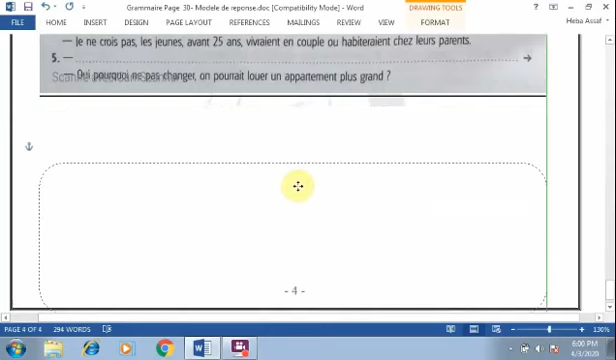 Grammaire Page 30- Modele de reponse.doc [Compatibility Mode] - Word
DRAWING TOOLS
FILE HOME INSERT DESIGN PAGE LAYOUT REFERENCES MAILINGS REVIEW VIEW FORMAT
Heba Assaf
— Je ne crois pas, les jeunes, avant 25 ans, vivraient en couple ou habiteraient chez leurs parents.
5. —
— Oui pourquoi ne pas changer, on pourrait louer un appartement plus grand ?
- 4 -
PAGE 4 OF 4 294 WORDS
130%
6:00 PM
4/3/2020